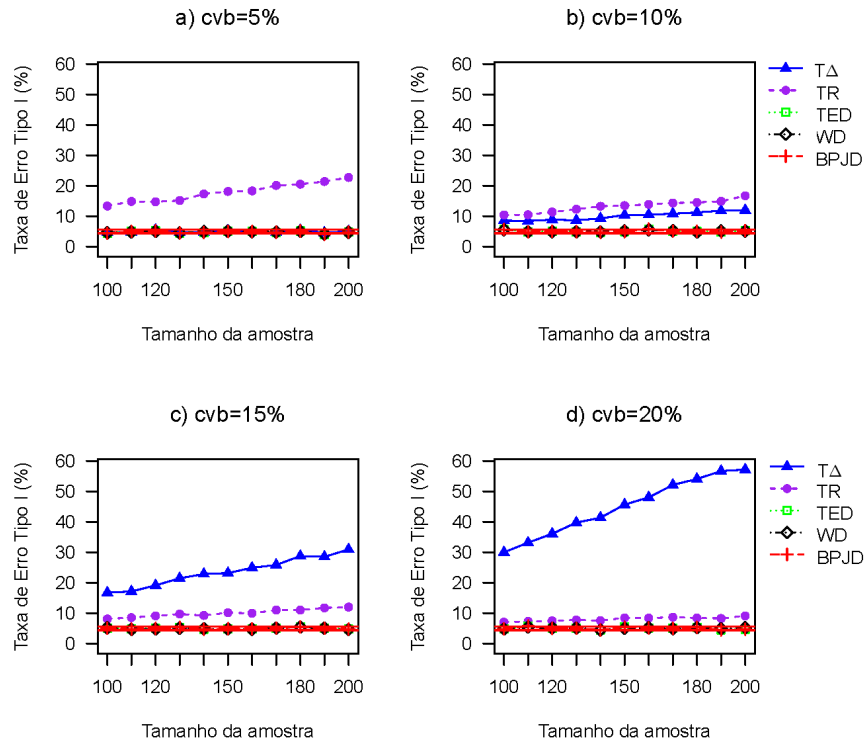 a) cvb=5%
Taxa de Erro Tipo I (%)
60
50
40
30
20
10
0
100 120 150 180 200
Tamanho da amostra
b) cvb=10%
Taxa de Erro Tipo I (%)
60
50
40
30
20
10
0
100 120 150 180 200
Tamanho da amostra
TΔ
TR
TED
WD
BPJD
c) cvb=15%
Taxa de Erro Tipo I (%)
60
50
40
30
20
10
0
100 120 150 180 200
Tamanho da amostra
d) cvb=20%
Taxa de Erro Tipo I (%)
60
50
40
30
20
10
0
100 120 150 180 200
Tamanho da amostra
TΔ
TR
TED
WD
BPJD